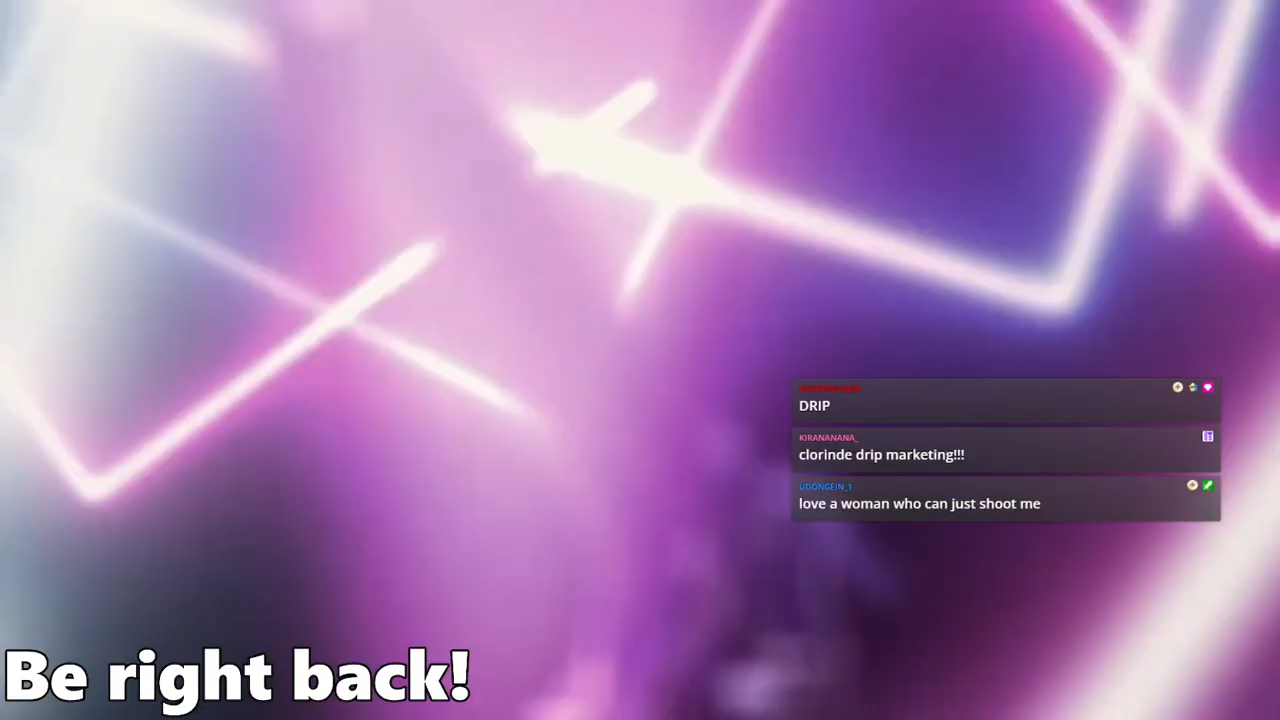 DRIP
KIRANANANA_
clorinde drip marketing!!!
UDONGEIN_1
love a woman who can just shoot me
Be right back!